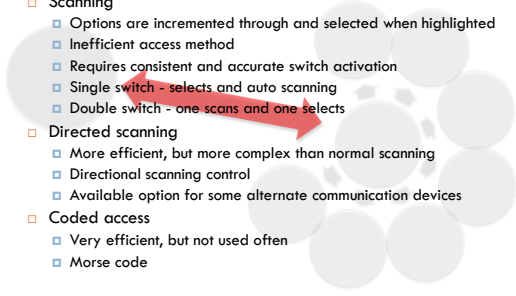 Scanning
Options are incremented through and selected when highlighted
Inefficient access method
Requires consistent and accurate switch activation
Single switch - selects and auto scanning
Double switch - one scans and one selects
Directed scanning
More efficient, but more complex than normal scanning
Directional scanning control
Available option for some alternate communication devices
Coded access
Very efficient, but not used often
Morse code